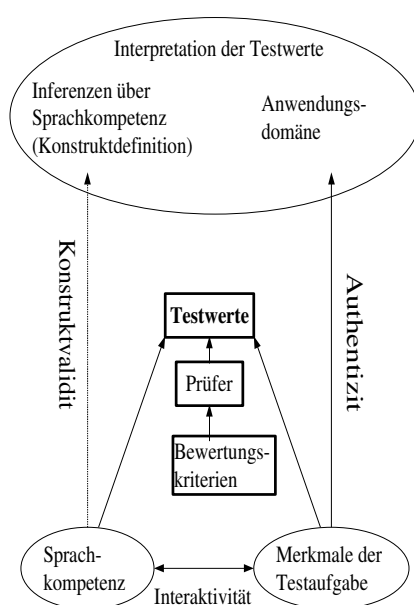 Interpretation der Testwerte
Inferenzen über
Sprachkompetenz
(Konstruktdefinition)
Anwendungs-
domäne
Konstruktvalidit
Authentizit
Testwerte
Prüfer
Bewertungs-
kriterien
Sprach-
kompetenz
Interaktivität
Merkmale der
Testaufgabe